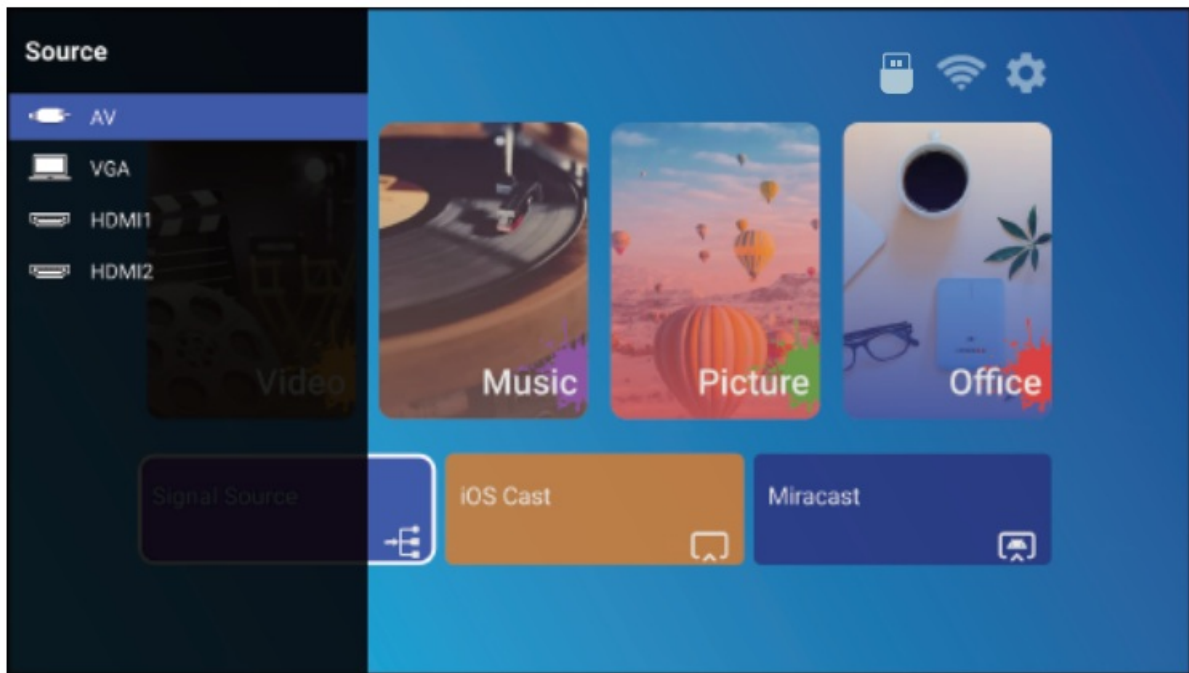 Source
AV
VGA
HDMI1
HDMI2
Video
Music
Picture
Office
Signal Source
iOS Cast
Miracast